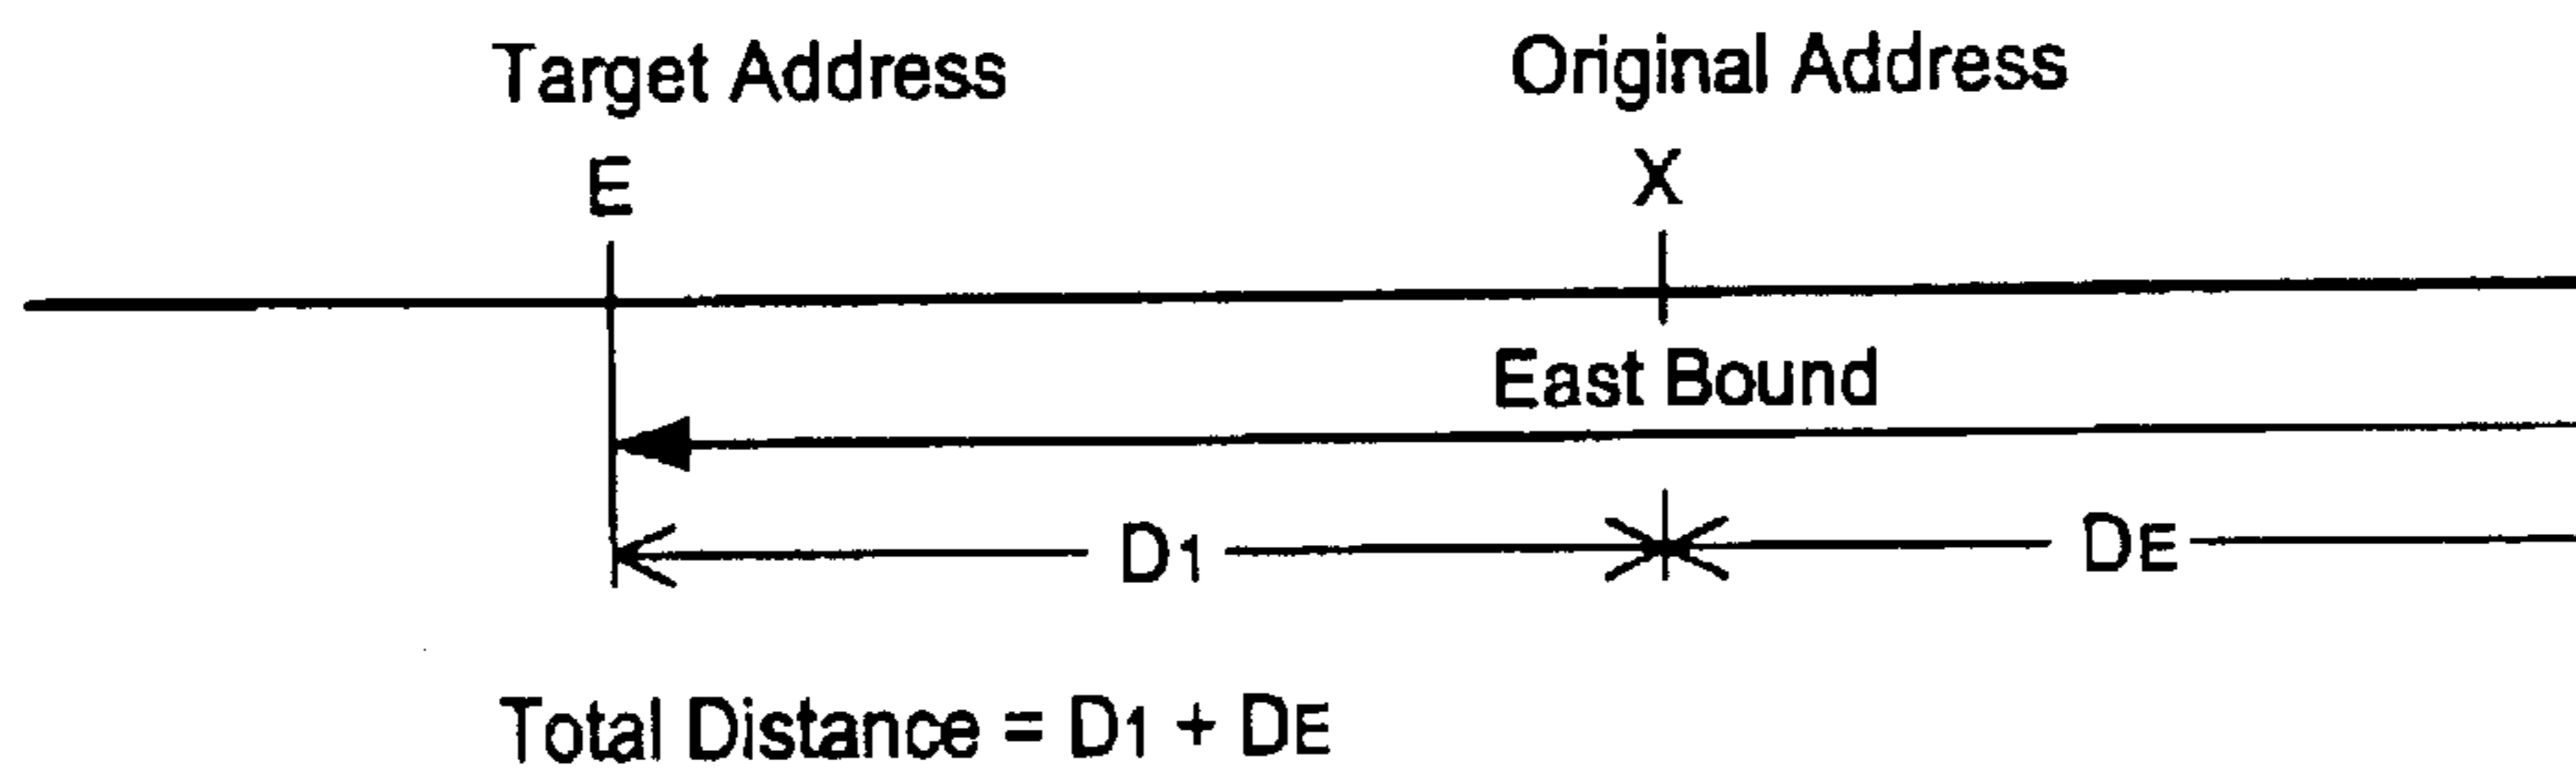 Target Address
Original Address
E
X
East Bound
D1
DE
Total Distance = D1 + DE